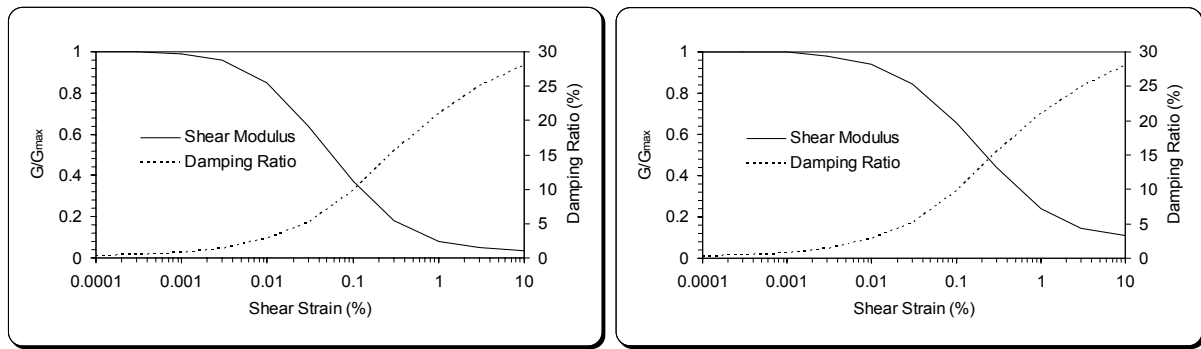 G/Gmax
1
0.8
0.6
0.4
0.2
0
Shear Modulus
Damping Ratio
30
25
20
15
10
5
0
Damping Ratio (%)
0.0001 0.001 0.01 0.1 1 10
Shear Strain (%)
G/Gmax
1
0.8
0.6
0.4
0.2
0
Shear Modulus
Damping Ratio
30
25
20
15
10
5
0
Damping Ratio (%)
0.0001 0.001 0.01 0.1 1 10
Shear Strain (%)